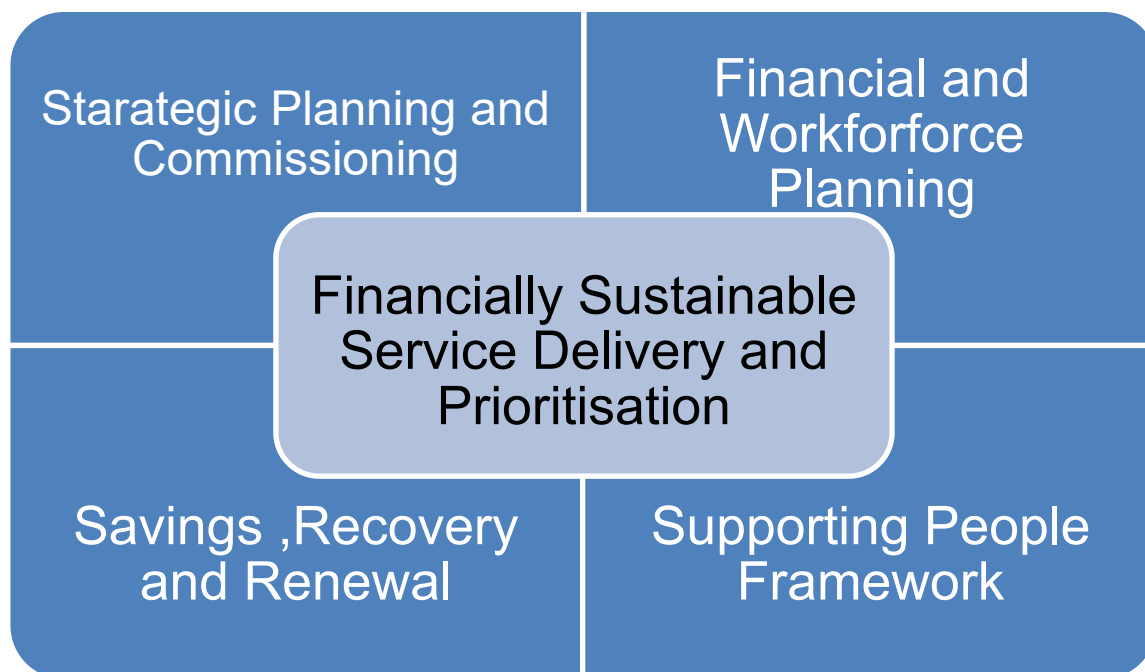 Starategic Planning and
Commissioning
Financial and
Workforforce
Planning
Financially Sustainable
Service Delivery and
Prioritisation
Savings ,Recovery
and Renewal
Supporting People
Framework